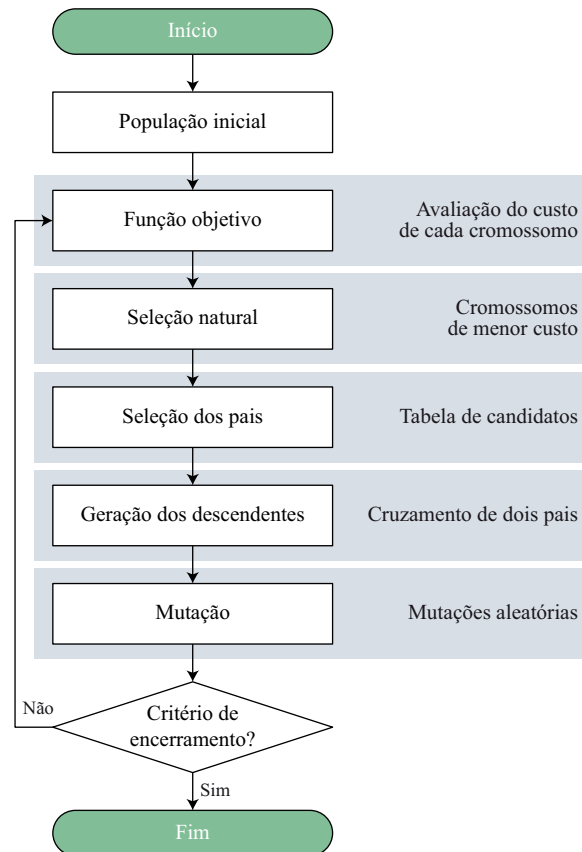 Início
População inicial
Função objetivo
Avaliação do custo
de cada cromossomo
Seleção natural
Cromossomos
de menor custo
Seleção dos pais
Tabela de candidatos
Geração dos descendentes
Cruzamento de dois pais
Mutação
Mutações aleatórias
Não
Critério de
encerramento?
Sim
Fim